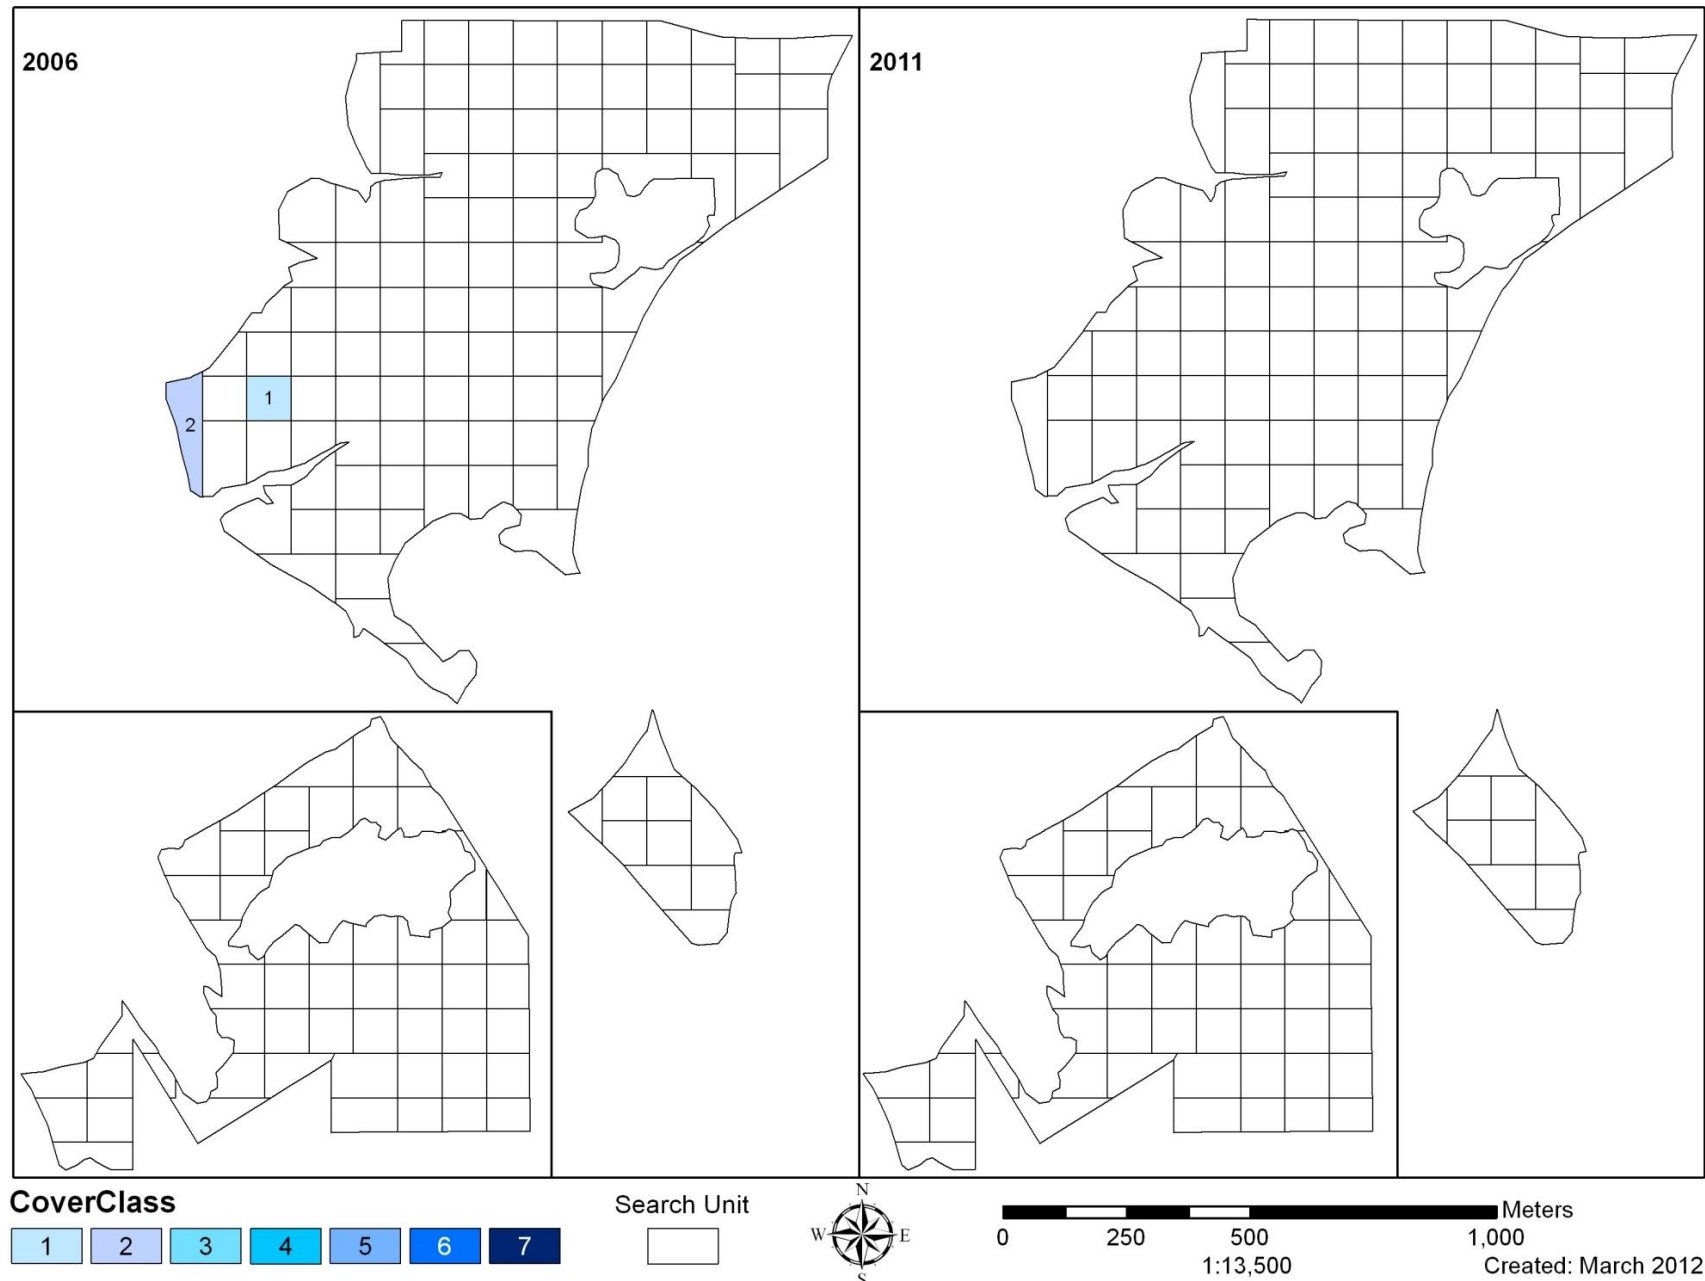 2006
2011
1
2
CoverClass
1 2 3 4 5 6 7
Search Unit
N
W E
S
Meters
0 250 500 1,000
1:13,500
Created: March 2012